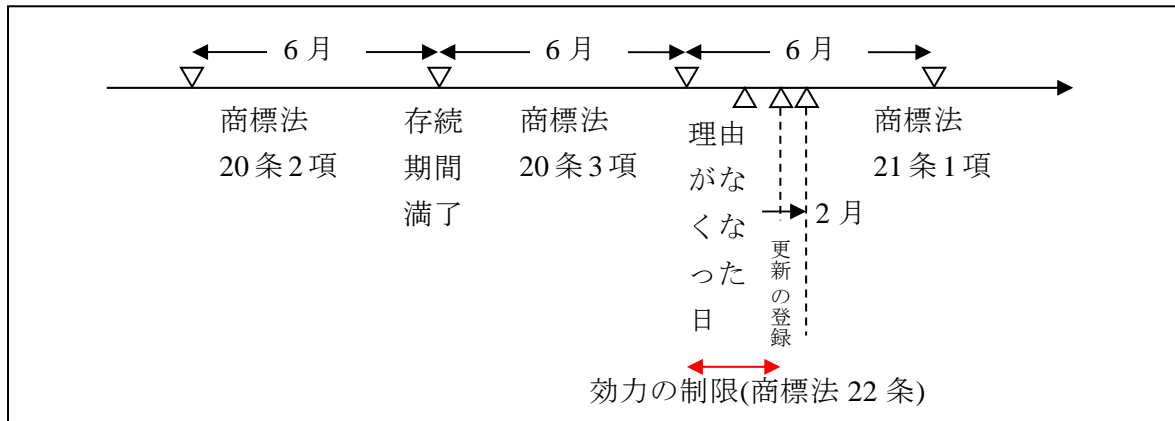 6月
6月
6月
商標法
20条2項
存続
期間
満了
商標法
20条3項
理由
がな
くな
った
日
2月
更新の登録
商標法
21条1項
効力の制限(商標法 22 条)